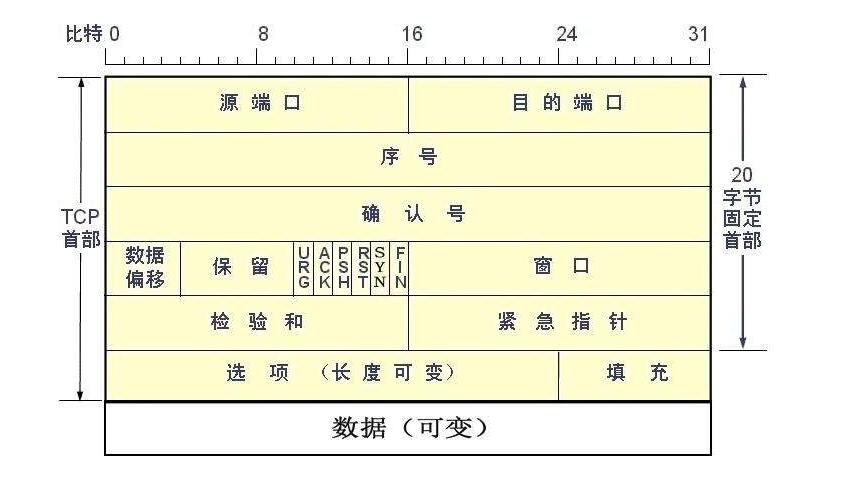 比特 0 8 16 24 31
源端口 目的端口
序号
确认号
TCP
首部
20
字节
固定
首部
数据
偏移
保留
URG
ACK
PSH
RST
SYN
FIN
窗口
检验和
紧急指针
选项（长度可变）
填充
数据（可变）